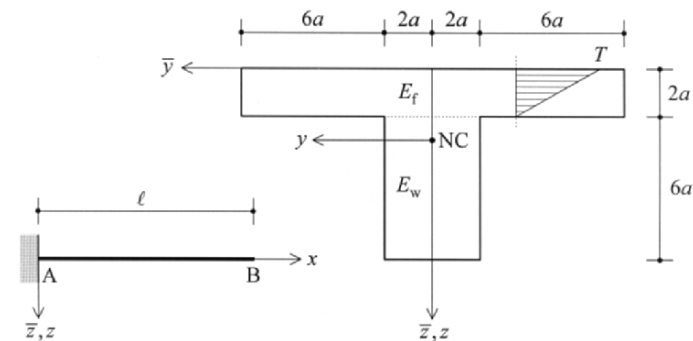 6a 2a 2a 6a
T
y̅
E_f
2a
y
NC
E_w
6a
ℓ
A B x
z̅, z z̅, z